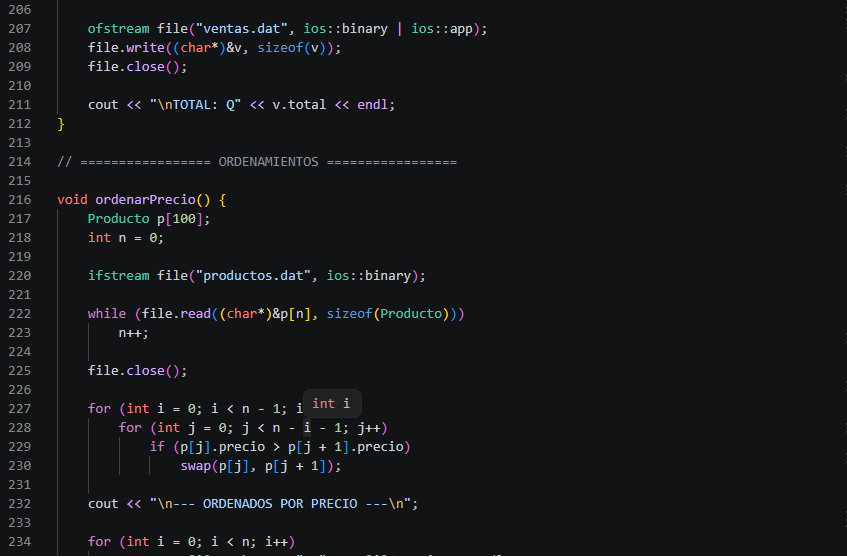 206
207 ofstream file("ventas.dat", ios::binary | ios::app);
208 file.write((char*)&v, sizeof(v));
209 file.close();
210
211 cout << "\nTOTAL: Q" << v.total << endl;
212 }
213
214 // ================= ORDENAMIENTOS =================
215
216 void ordenarPrecio() {
217 Producto p[100];
218 int n = 0;
219
220 ifstream file("productos.dat", ios::binary);
221
222 while (file.read((char*)&p[n], sizeof(Producto)))
223 n++;
224
225 file.close();
226
int i
227 for (int i = 0; i < n - 1; i
228 for (int j = 0; j < n - i - 1; j++)
229 if (p[j].precio > p[j + 1].precio)
230 swap(p[j], p[j + 1]);
231
232 cout << "\n--- ORDENADOS POR PRECIO ---\n";
233
234 for (int i = 0; i < n; i++)